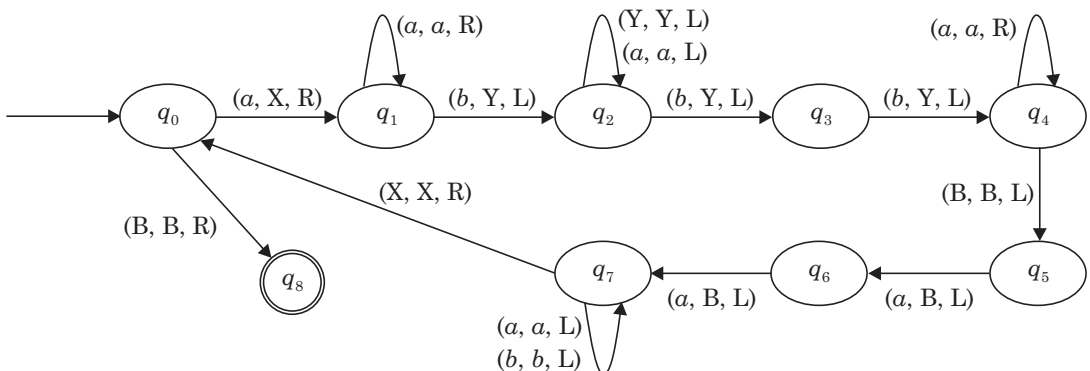 (a, a, R)
(Y, Y, L)
(a, a, L)
(a, a, R)
q₀
(a, X, R)
q₁
(b, Y, L)
q₂
(b, Y, L)
q₃
(b, Y, L)
q₄
(X, X, R)
(B, B, L)
(B, B, R)
q₈
q₇
(a, B, L)
q₆
(a, B, L)
q₅
(a, a, L)
(b, b, L)